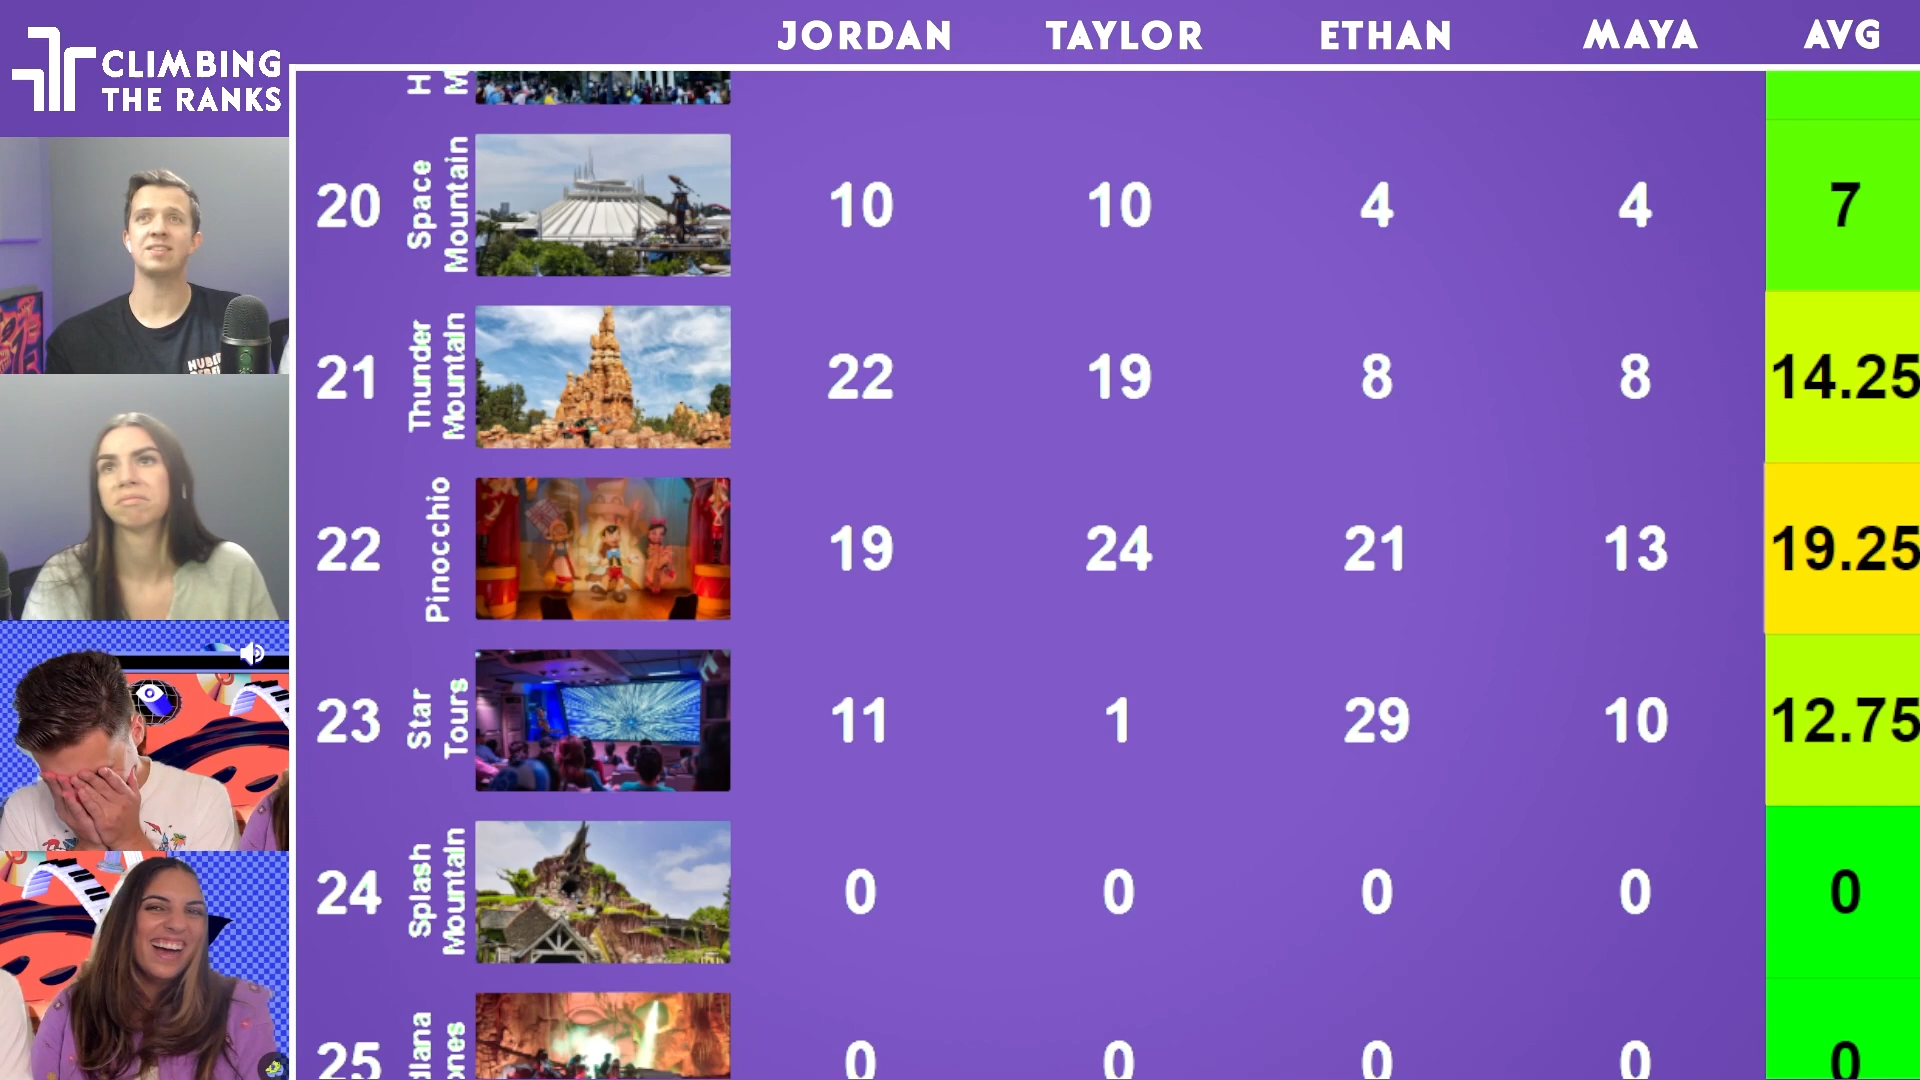 CLIMBING
THE RANKS
JORDAN TAYLOR ETHAN MAYA AVG
H
M
20 Space Mountain 10 10 4 4 7
21 Thunder Mountain 22 19 8 8 14.25
22 Pinocchio 19 24 21 13 19.25
23 Star Tours 11 1 29 10 12.75
24 Splash Mountain 0 0 0 0 0
25 diana ones 0 0 0 0 0